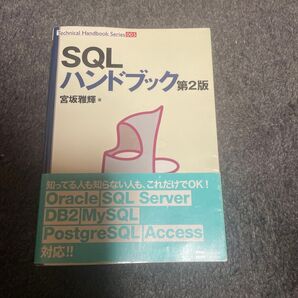 Technical Handbook Series 003
SQL
ハンドブック 第2版
宮坂雅輝 著
知ってる人も知らない人も、これだけでOK!
Oracle|SQL Server
DB2|MySQL
PostgreSQL|Access
対応!!